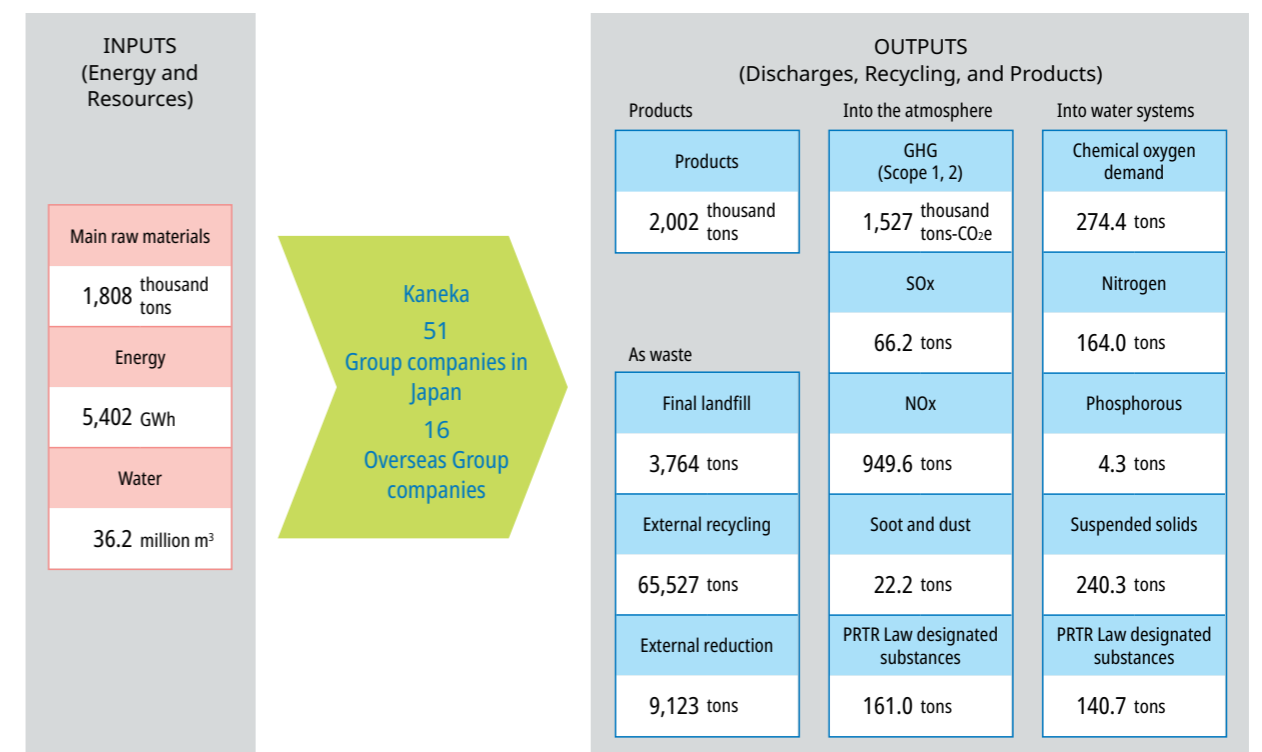 INPUTS
(Energy and
Resources)
Main raw materials
1,808 thousand
tons
Energy
5,402 GWh
Water
36.2 million m³
Kaneka
51
Group companies in
Japan
16
Overseas Group
companies
OUTPUTS
(Discharges, Recycling, and Products)
Products
Products
2,002 thousand
tons
As waste
Final landfill
3,764 tons
External recycling
65,527 tons
External reduction
9,123 tons
Into the atmosphere
GHG
(Scope 1, 2)
1,527 thousand
tons-CO₂e
SOx
66.2 tons
NOx
949.6 tons
Soot and dust
22.2 tons
PRTR Law designated
substances
161.0 tons
Into water systems
Chemical oxygen
demand
274.4 tons
Nitrogen
164.0 tons
Phosphorous
4.3 tons
Suspended solids
240.3 tons
PRTR Law designated
substances
140.7 tons